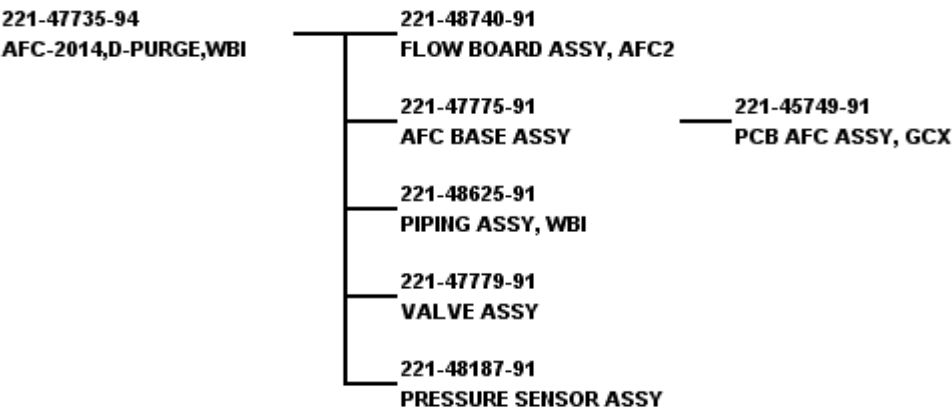 221-47735-94
AFC-2014,D-PURGE,WBI
221-48740-91
FLOW BOARD ASSY, AFC2
221-47775-91
AFC BASE ASSY
221-45749-91
PCB AFC ASSY, GCX
221-48625-91
PIPING ASSY, WBI
221-47779-91
VALVE ASSY
221-48187-91
PRESSURE SENSOR ASSY